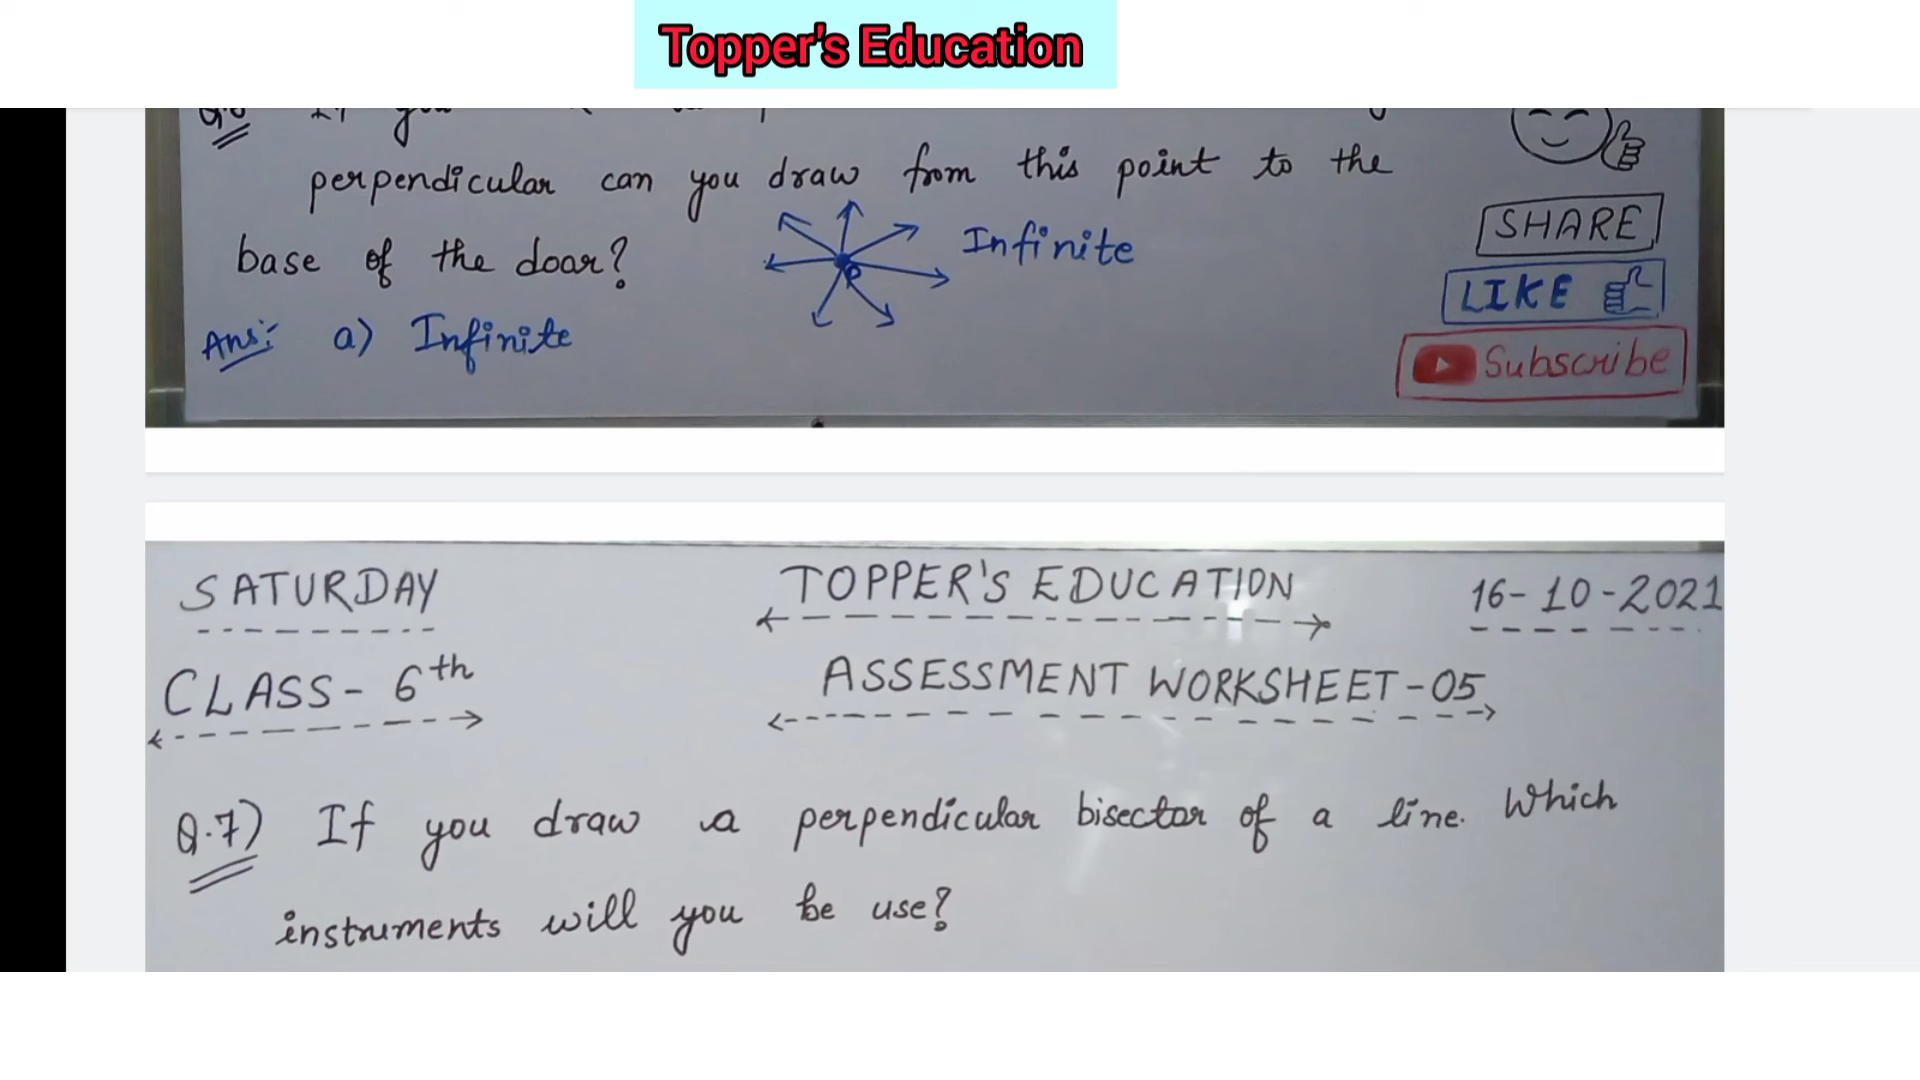 Topper's Education
perpendicular can you draw from this point to the
base of the doar?
Infinite
P
Ans:- a) Infinite
SHARE
LIKE
Subscribe
SATURDAY
TOPPER'S EDUCATION
16-10-2021
CLASS- 6th
ASSESSMENT WORKSHEET-05
Q.7) If you draw a perpendicular bisector of a line. Which
instruments will you be use?